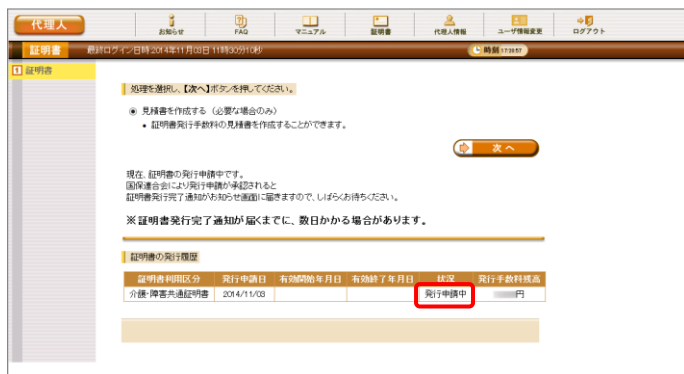 代理人
お知らせ
FAQ
マニュアル
証明書
代理人情報
ユーザ情報変更
ログアウト
証明書 最終ログイン日時:2014年11月03日 11時30分10秒
時刻 17:38:57
1 証明書
処理を選択し、【次へ】ボタンを押してください。
見積書を作成する (必要な場合のみ)
• 証明書発行手数料の見積書を作成することができます。
次 へ
現在、証明書の発行申請中です。
国保連合会により発行申請が承認されると
証明書発行完了通知がお知らせ画面に届きますので、しばらくお待ちください。
※証明書発行完了通知が届くまでに、数日かかる場合があります。
証明書の発行履歴
証明書利用区分 発行申請日 有効開始年月日 有効終了年月日 状況 発行手数料残高
介護・障害共通証明書 2014/11/03 発行申請中 円